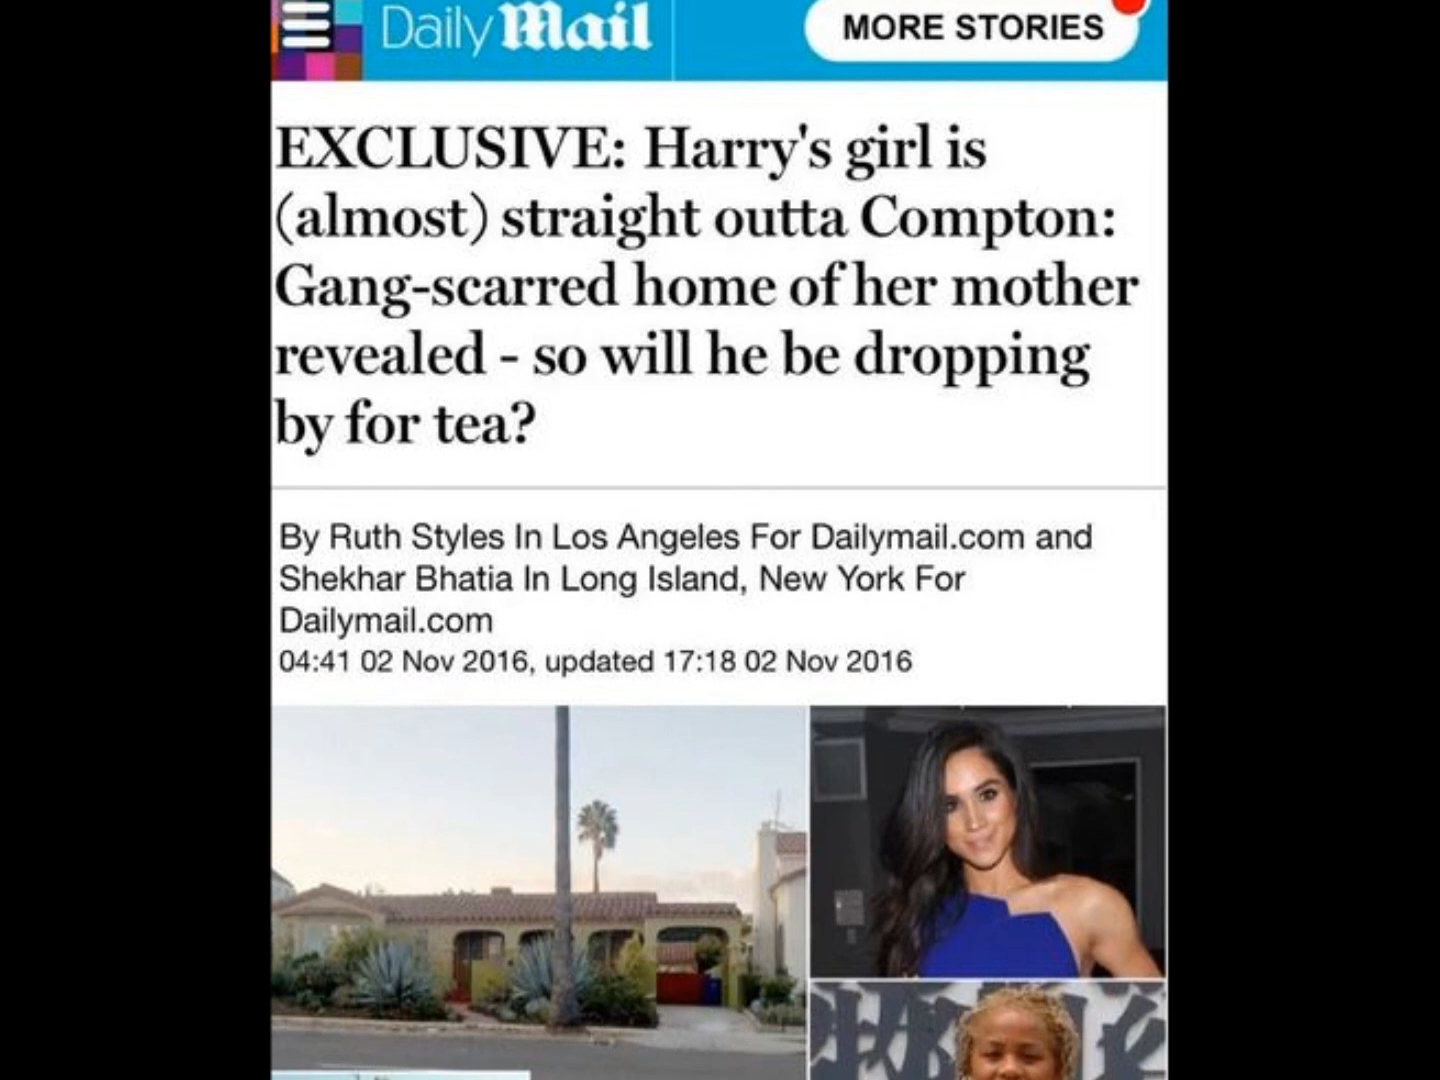 Daily Mail
MORE STORIES
EXCLUSIVE: Harry's girl is
(almost) straight outta Compton:
Gang-scarred home of her mother
revealed - so will he be dropping
by for tea?
By Ruth Styles In Los Angeles For Dailymail.com and
Shekhar Bhatia In Long Island, New York For
Dailymail.com
04:41 02 Nov 2016, updated 17:18 02 Nov 2016